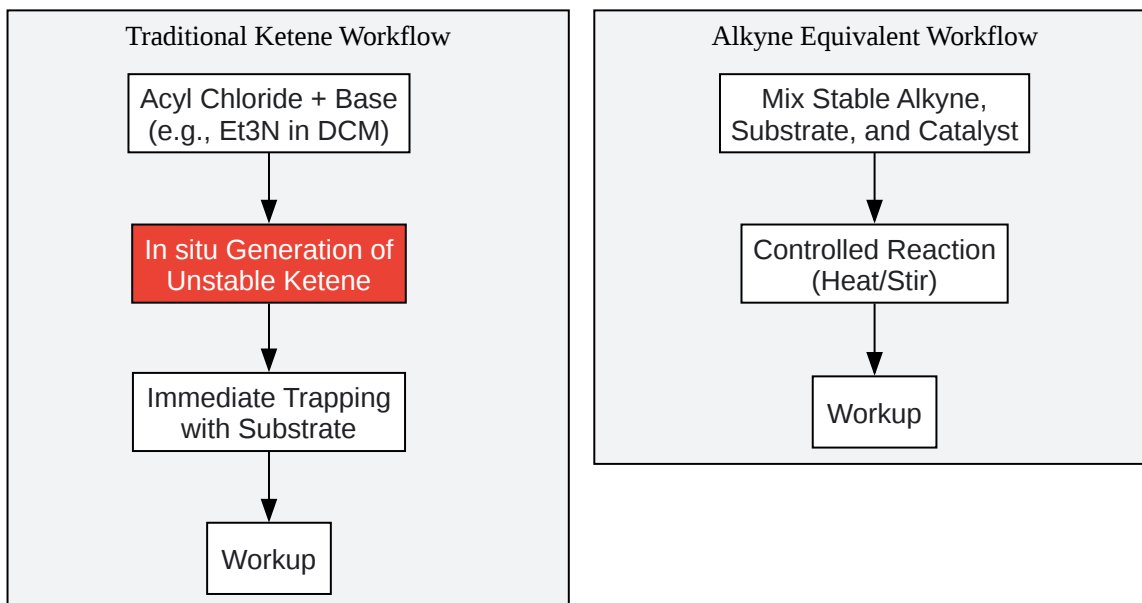 Traditional Ketene Workflow
Acyl Chloride + Base
(e.g., Et3N in DCM)
In situ Generation of
Unstable Ketene
Immediate Trapping
with Substrate
Workup
Alkyne Equivalent Workflow
Mix Stable Alkyne,
Substrate, and Catalyst
Controlled Reaction
(Heat/Stir)
Workup